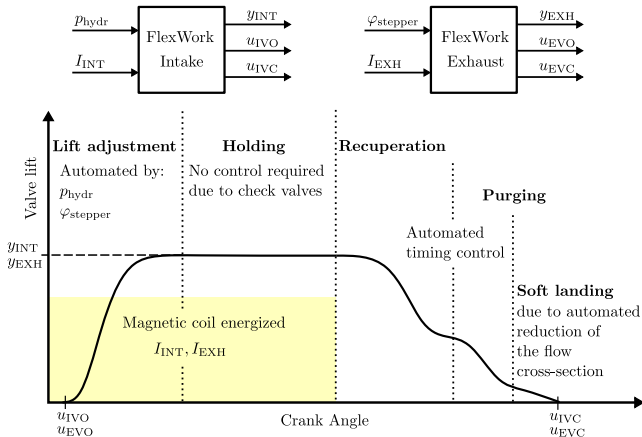 p_hydr
I_INT
FlexWork
Intake
y_INT
u_IVO
u_IVC
φ_stepper
I_EXH
FlexWork
Exhaust
y_EXH
u_EVO
u_EVC
Valve lift
Lift adjustment
Automated by:
p_hydr
φ_stepper
Holding
No control required
due to check valves
Recuperation
Automated
timing control
Purging
Soft landing
due to automated
reduction of
the flow
cross-section
y_INT
y_EXH
Magnetic coil energized
I_INT, I_EXH
u_IVO
u_EVO
Crank Angle
u_IVC
u_EVC